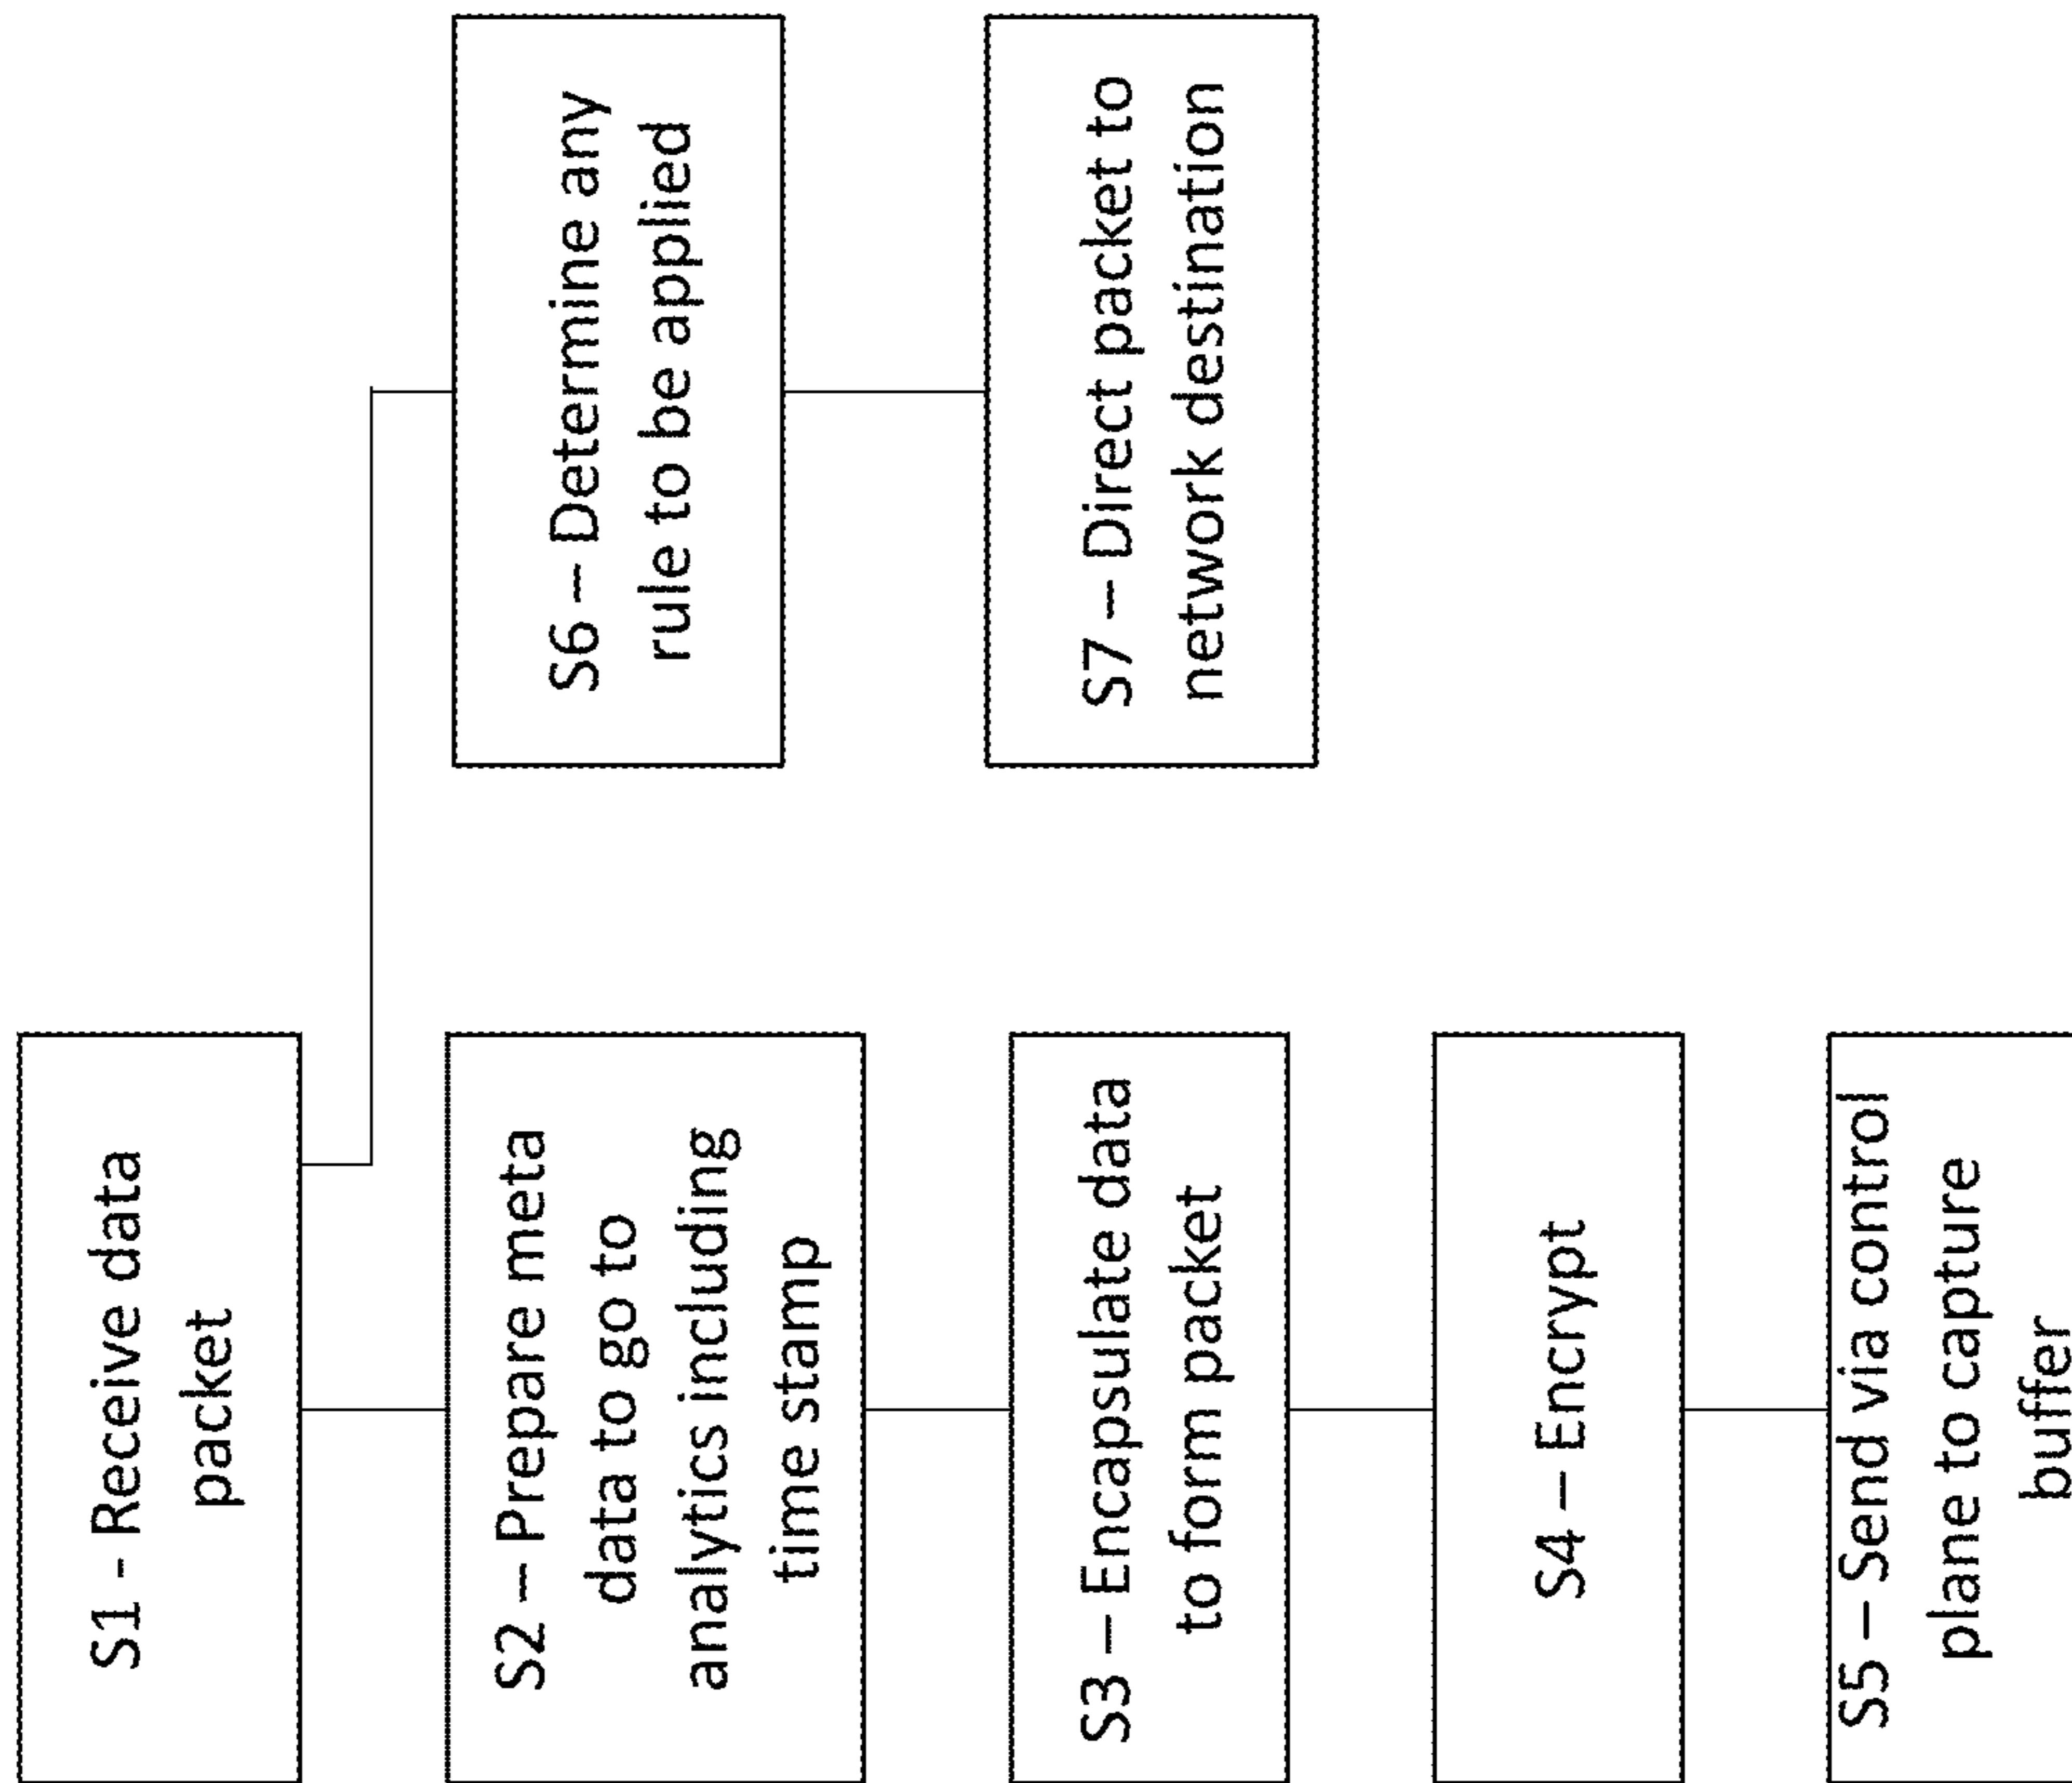 S1 - Receive data
packet
S2 – Prepare meta
data to go to
analytics including
time stamp
S3 – Encapsulate data
to form packet
S4 – Encrypt
S5 – Send via control
plane to capture
buffer
S6 – Determine any
rule to be applied
S7 – Direct packet to
network destination